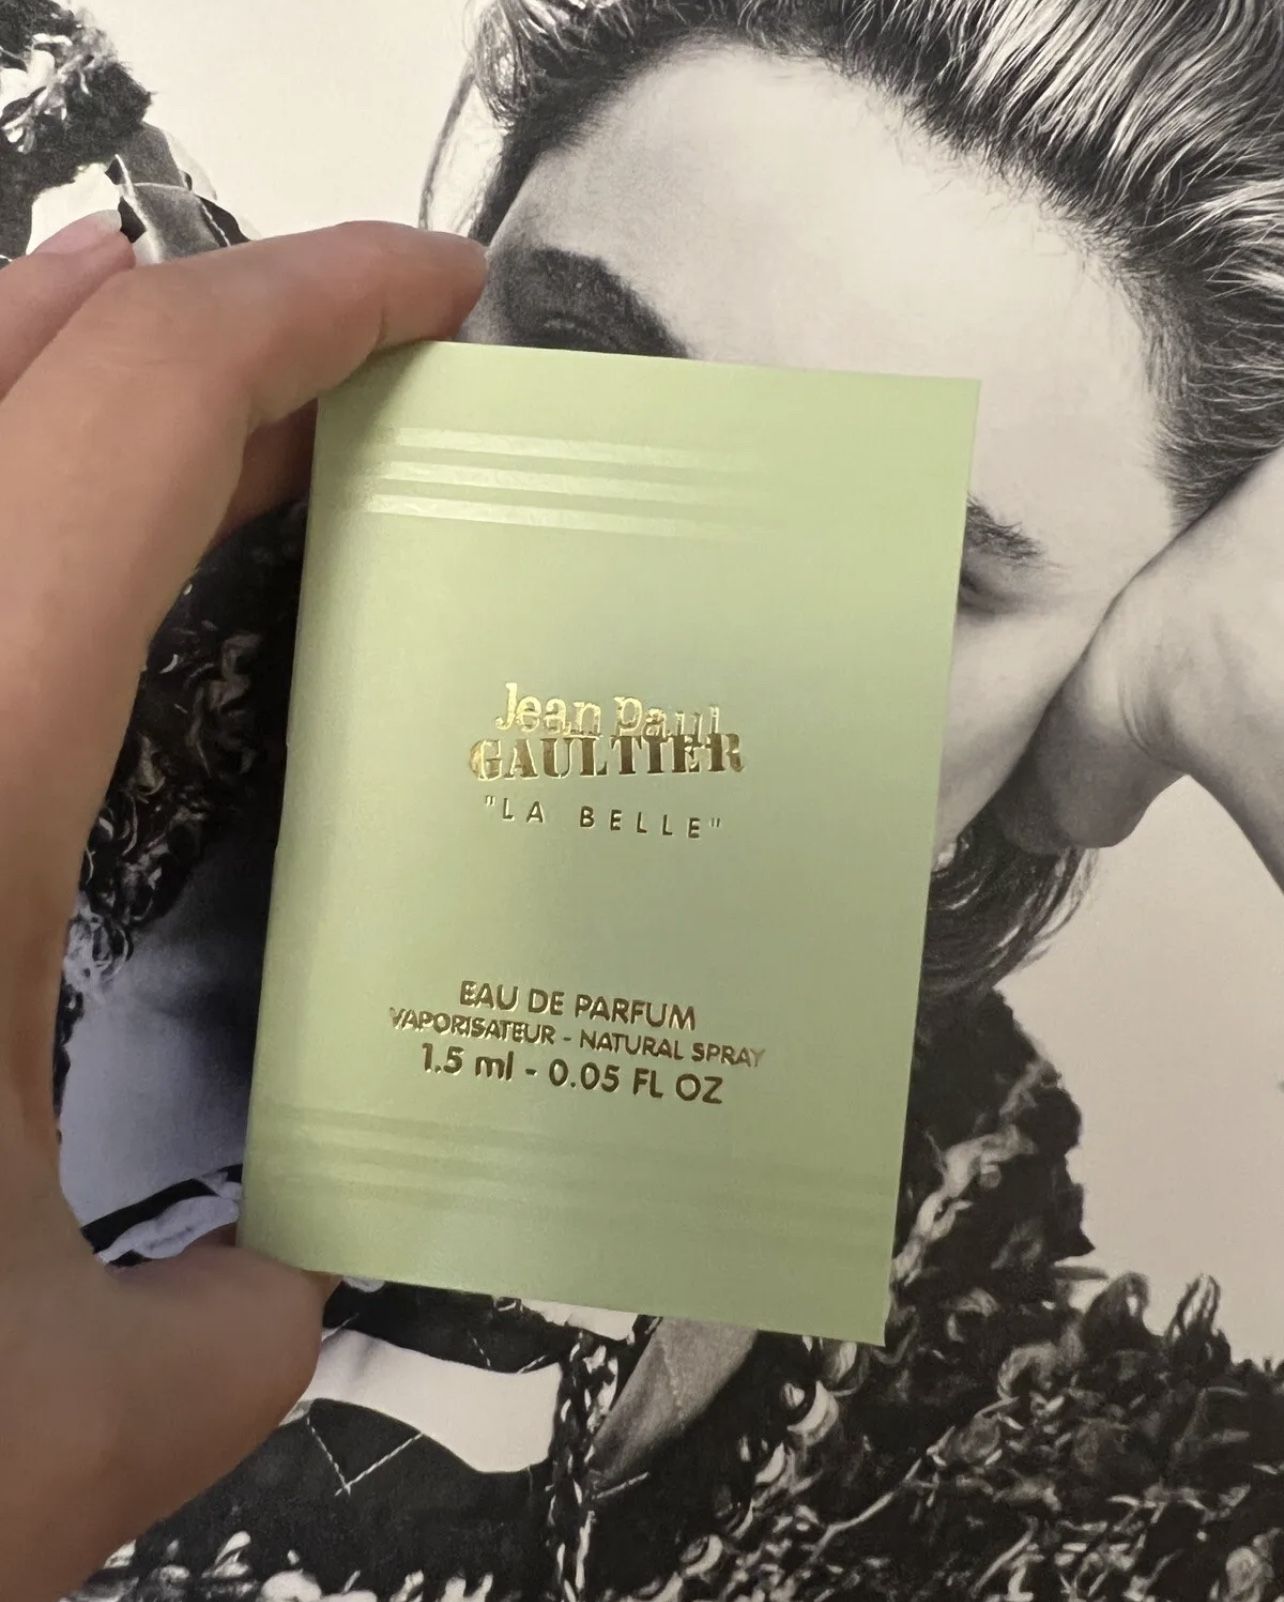 Jean Paul
GAULTIER
"LA BELLE"
EAU DE PARFUM
VAPORISATEUR - NATURAL SPRAY
1.5 ml - 0.05 FL OZ